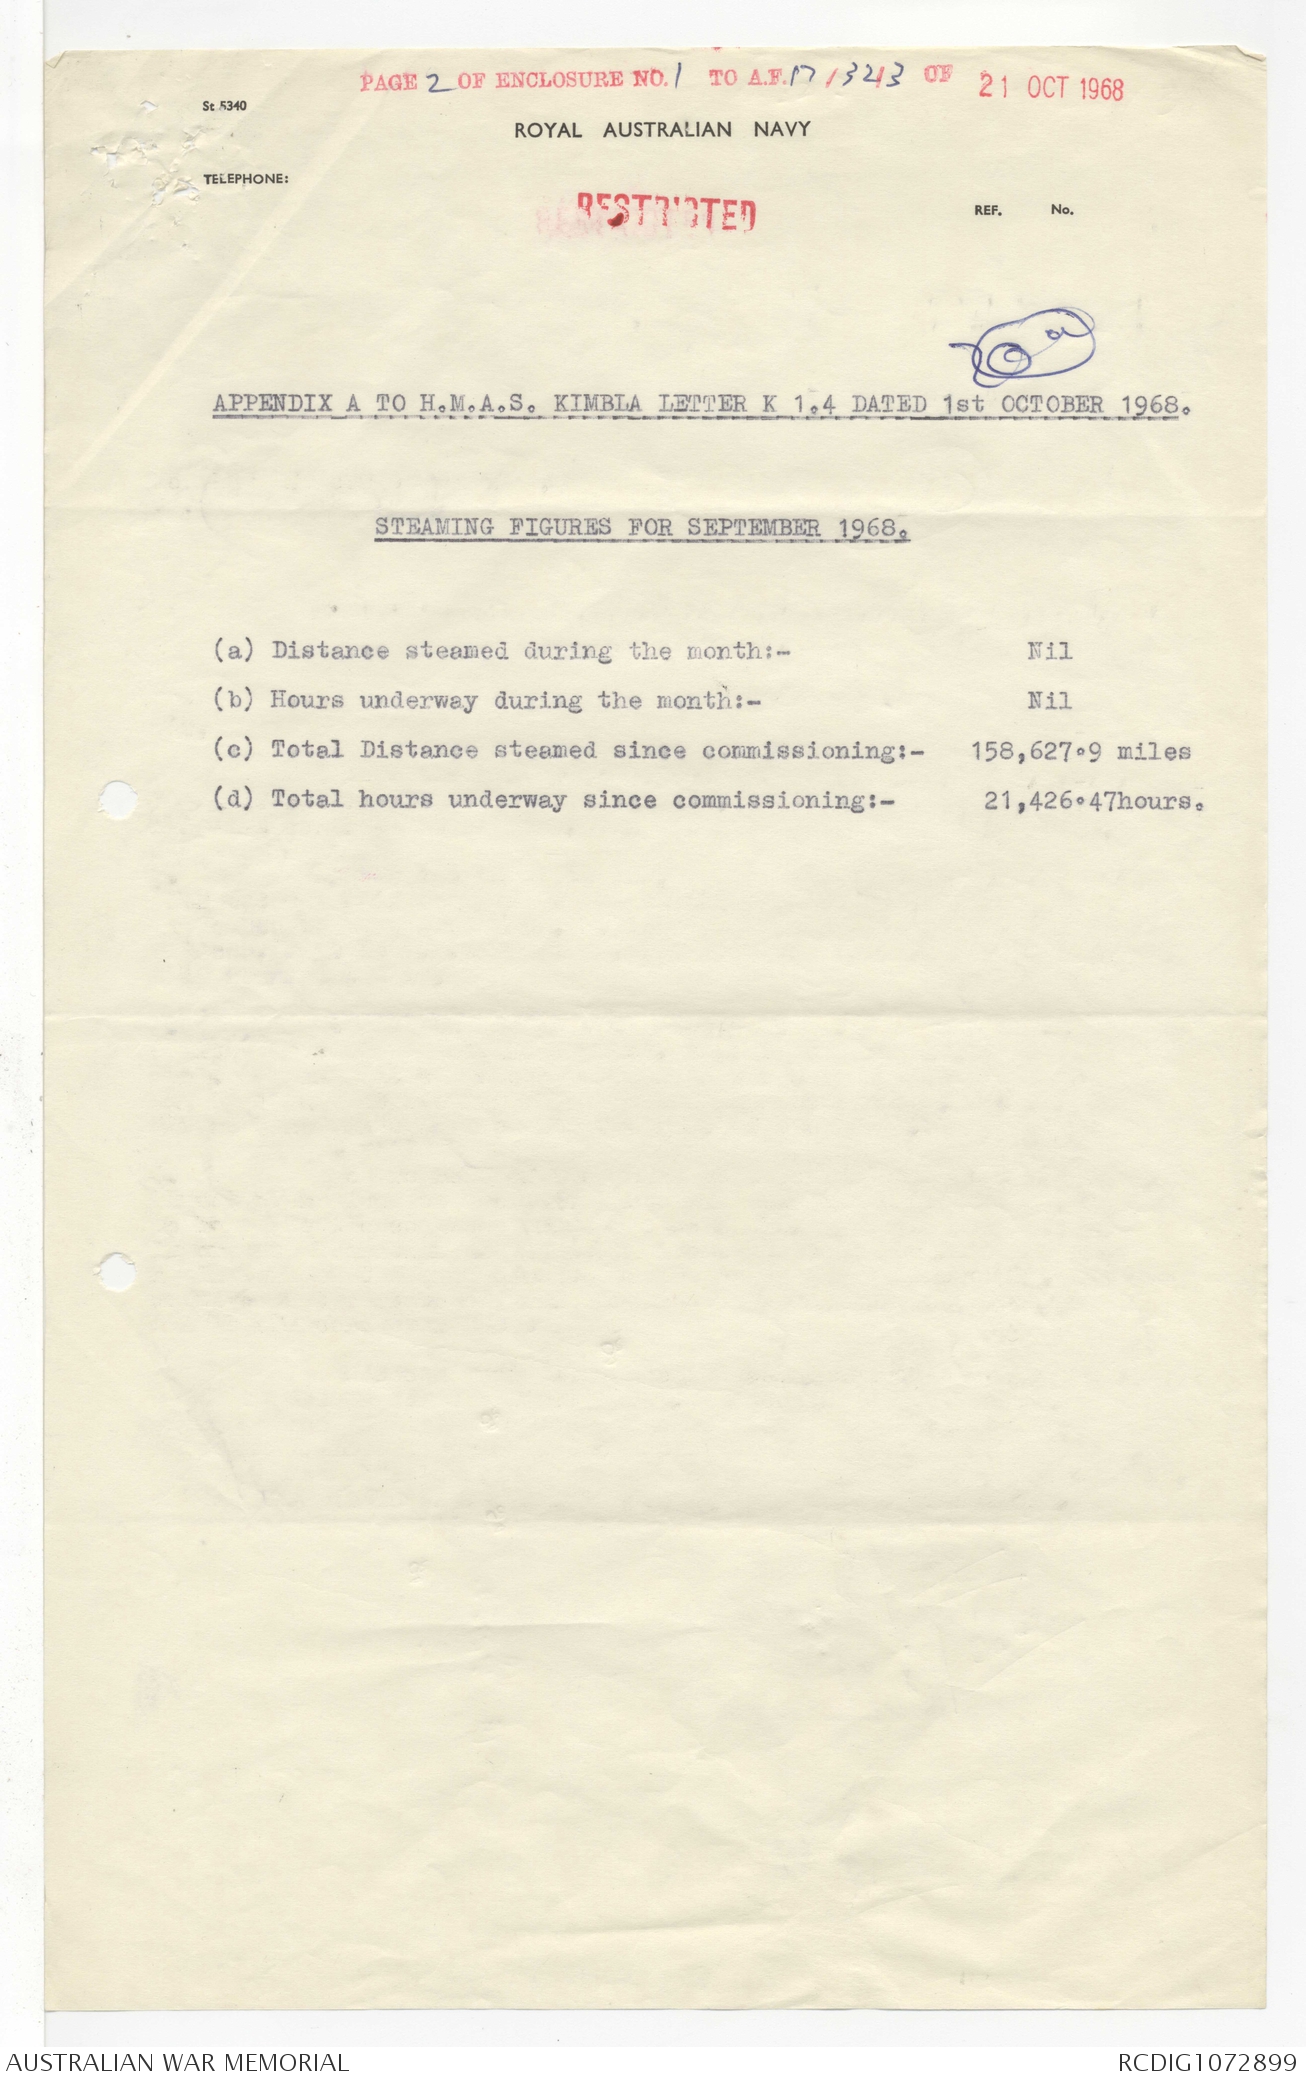 PAGE 2 OF ENCLOSURE NO. 1 TO A.F. 17/3213 OF 21 OCT 1968
St 5340
ROYAL AUSTRALIAN NAVY
TELEPHONE:
RESTRICTED
REF. No.
APPENDIX A TO H.M.A.S. KIMBLA LETTER K 1.4 DATED 1st OCTOBER 1968.
STEAMING FIGURES FOR SEPTEMBER 1968.
(a) Distance steamed during the month:- Nil
(b) Hours underway during the month:- Nil
(c) Total Distance steamed since commissioning:- 158,627.9 miles
(d) Total hours underway since commissioning:- 21,426.47hours.
AUSTRALIAN WAR MEMORIAL
RCDIG1072899